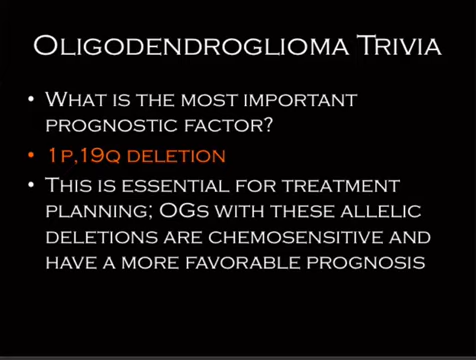 Oligodendroglioma Trivia
• What is the most important
prognostic factor?
• 1p,19q deletion
• This is essential for treatment
planning; OGs with these allelic
deletions are chemosensitive and
have a more favorable prognosis